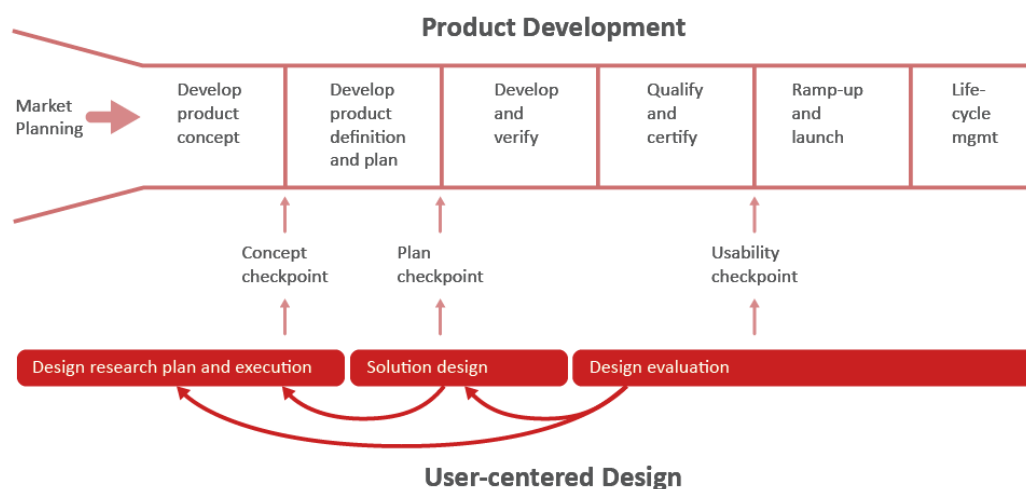 Product Development
Market
Planning
Develop
product
concept
Develop
product
definition
and plan
Develop
and
verify
Qualify
and
certify
Ramp-up
and
launch
Life-
cycle
mgmt
Concept
checkpoint
Plan
checkpoint
Usability
checkpoint
Design research plan and execution
Solution design
Design evaluation
User-centered Design